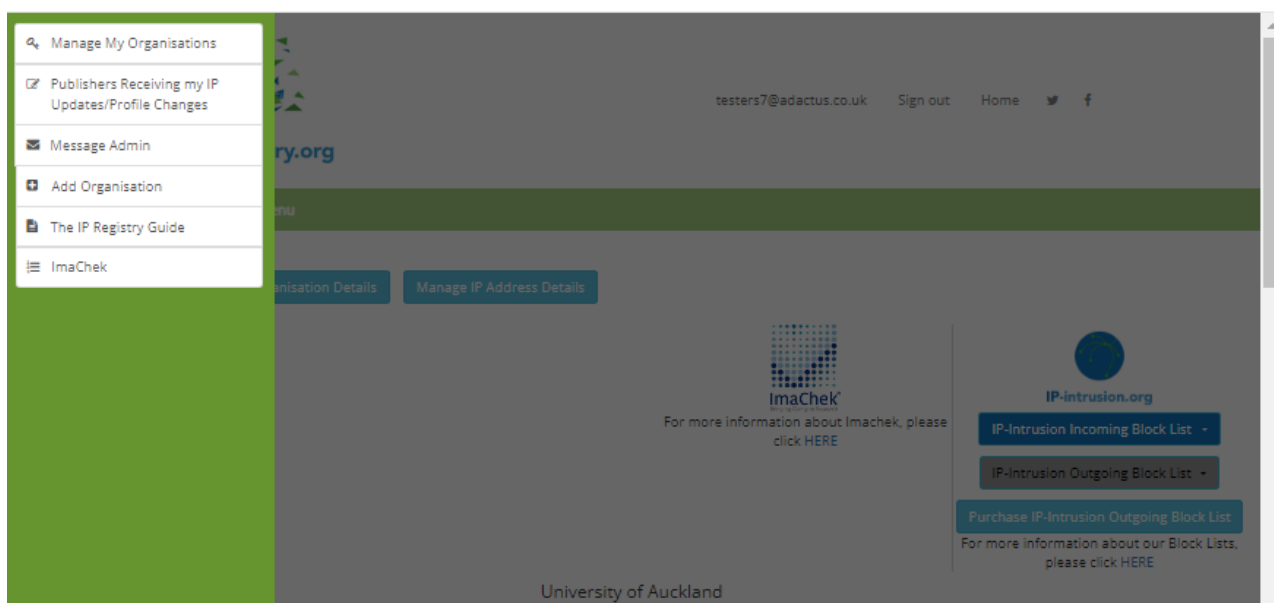 Manage My Organisations
Publishers Receiving my IP
Updates/Profile Changes
Message Admin
Add Organisation
The IP Registry Guide
ImaChek
testers7@adactus.co.uk Sign out Home
ry.org
enu
anisation Details
Manage IP Address Details
ImaChek
For more information about Imachek, please
click HERE
IP-intrusion.org
IP-Intrusion Incoming Block List
IP-Intrusion Outgoing Block List
Purchase IP-Intrusion Outgoing Block List
For more information about our Block Lists,
please click HERE
University of Auckland